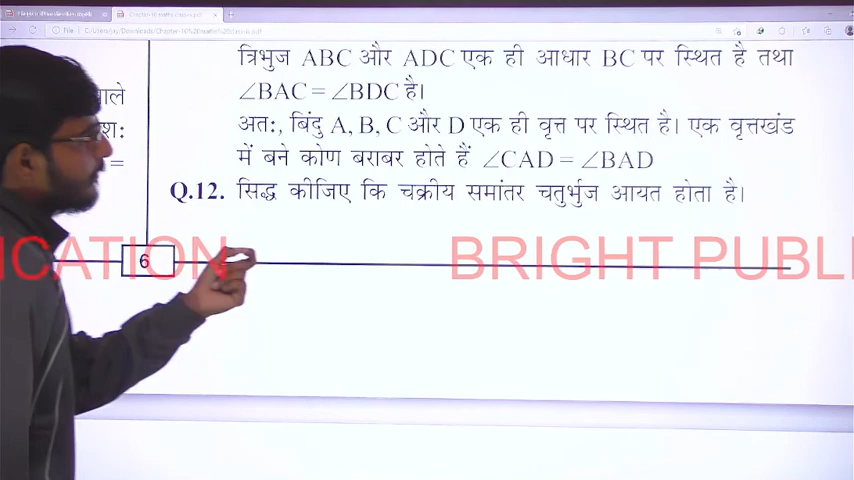 त्रिभुज ABC और ADC एक ही आधार BC पर स्थित है तथा
∠BAC = ∠BDC है।
अतः, बिंदु A, B, C और D एक ही वृत्त पर स्थित है। एक वृत्तखंड
में बने कोण बराबर होते हैं ∠CAD = ∠BAD
Q.12. सिद्ध कीजिए कि चक्रीय समांतर चतुर्भुज आयत होता है।
ाले
=
6
ICATION BRIGHT PUBLI